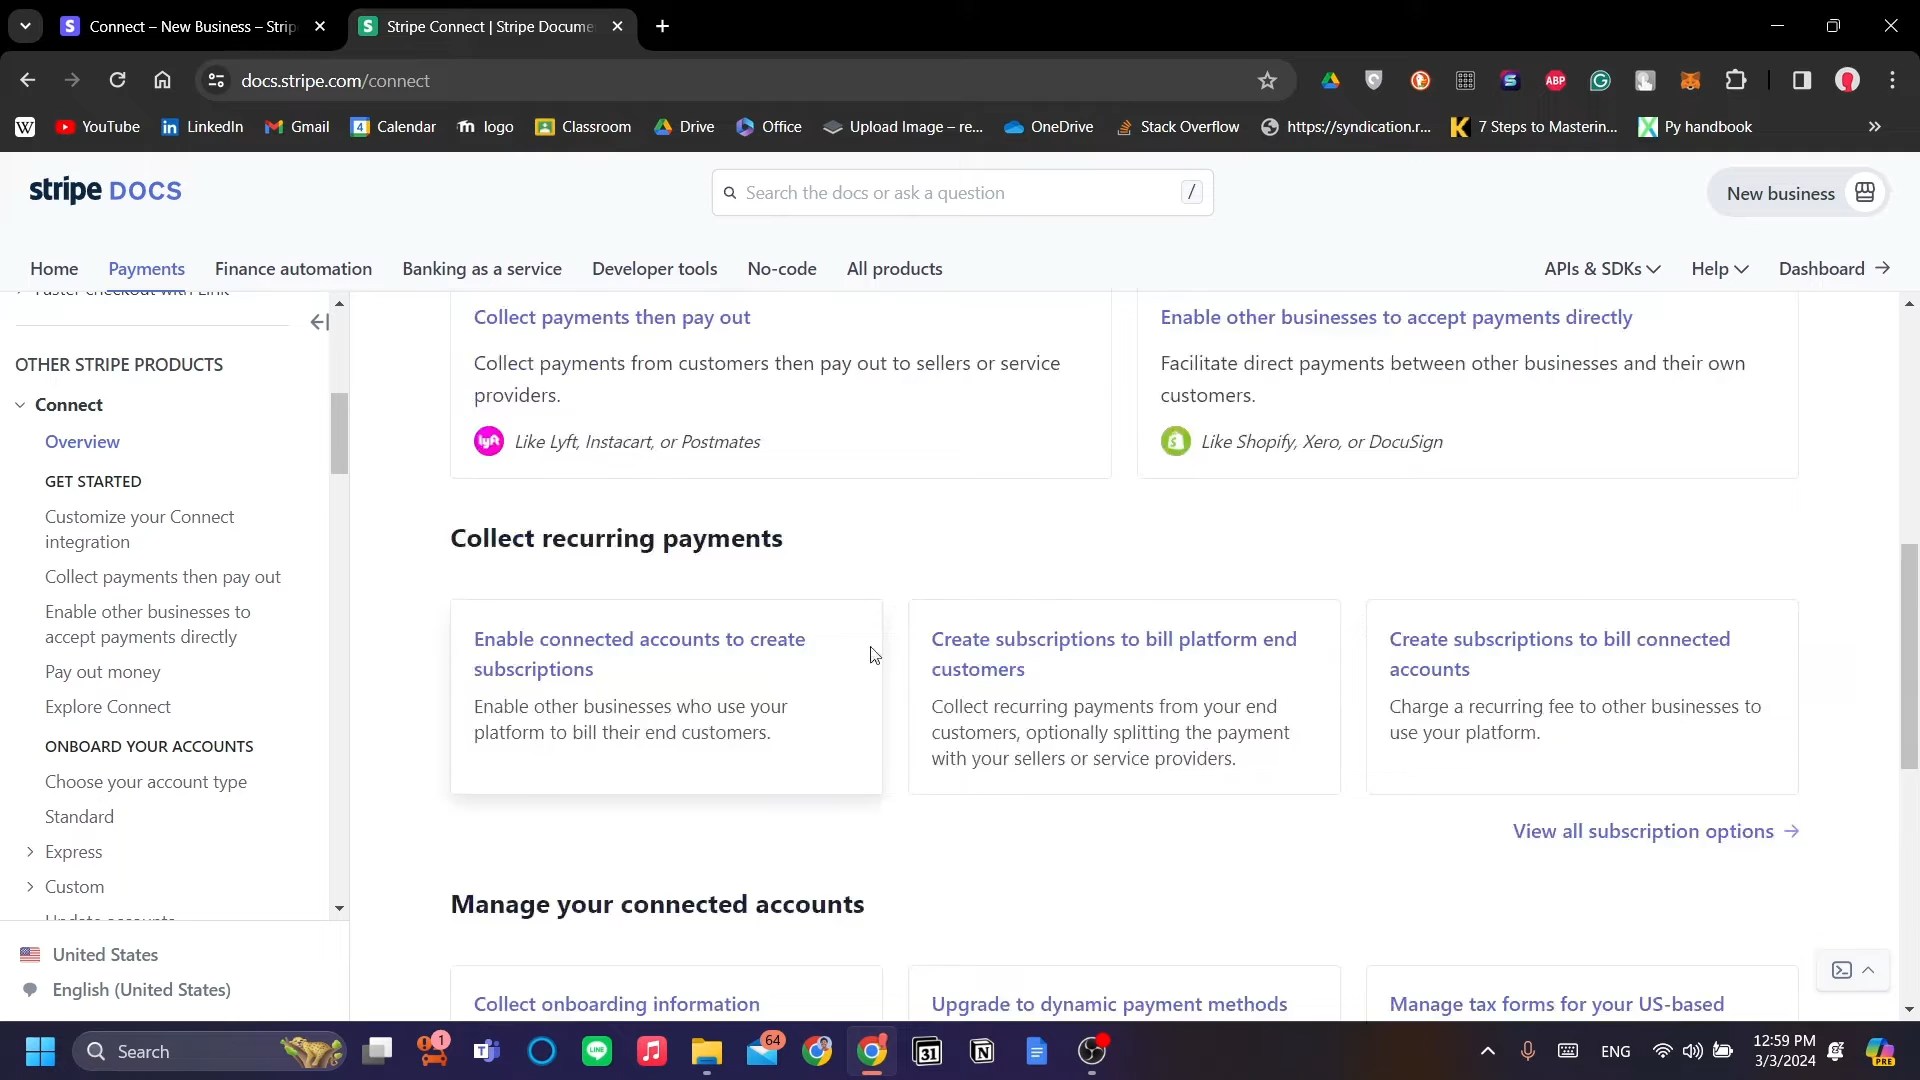 Connect – New Business – Strip
Stripe Connect | Stripe Docume
docs.stripe.com/connect
ABP
YouTube
LinkedIn
Gmail
Calendar
logo
Classroom
Drive
Office
Upload Image – re...
OneDrive
Stack Overflow
https://syndication.r...
7 Steps to Masterin...
Py handbook
stripe DOCS
Search the docs or ask a question
/
New business
Home
Payments
Finance automation
Banking as a service
Developer tools
No-code
All products
APIs & SDKs
Help
Dashboard
Faster checkout with Link
OTHER STRIPE PRODUCTS
Connect
Overview
GET STARTED
Customize your Connect
integration
Collect payments then pay out
Enable other businesses to
accept payments directly
Pay out money
Explore Connect
ONBOARD YOUR ACCOUNTS
Choose your account type
Standard
Express
Custom
Update accounts
United States
English (United States)
Collect payments then pay out
Collect payments from customers then pay out to sellers or service
providers.
lyft
Like Lyft, Instacart, or Postmates
Enable other businesses to accept payments directly
Facilitate direct payments between other businesses and their own
customers.
Like Shopify, Xero, or DocuSign
Collect recurring payments
Enable connected accounts to create
subscriptions
Enable other businesses who use your
platform to bill their end customers.
Create subscriptions to bill platform end
customers
Collect recurring payments from your end
customers, optionally splitting the payment
with your sellers or service providers.
Create subscriptions to bill connected
accounts
Charge a recurring fee to other businesses to
use your platform.
View all subscription options
Manage your connected accounts
Collect onboarding information
Upgrade to dynamic payment methods
Manage tax forms for your US-based
Search
1
LINE
64
31
ENG
12:59 PM
3/3/2024
PRE